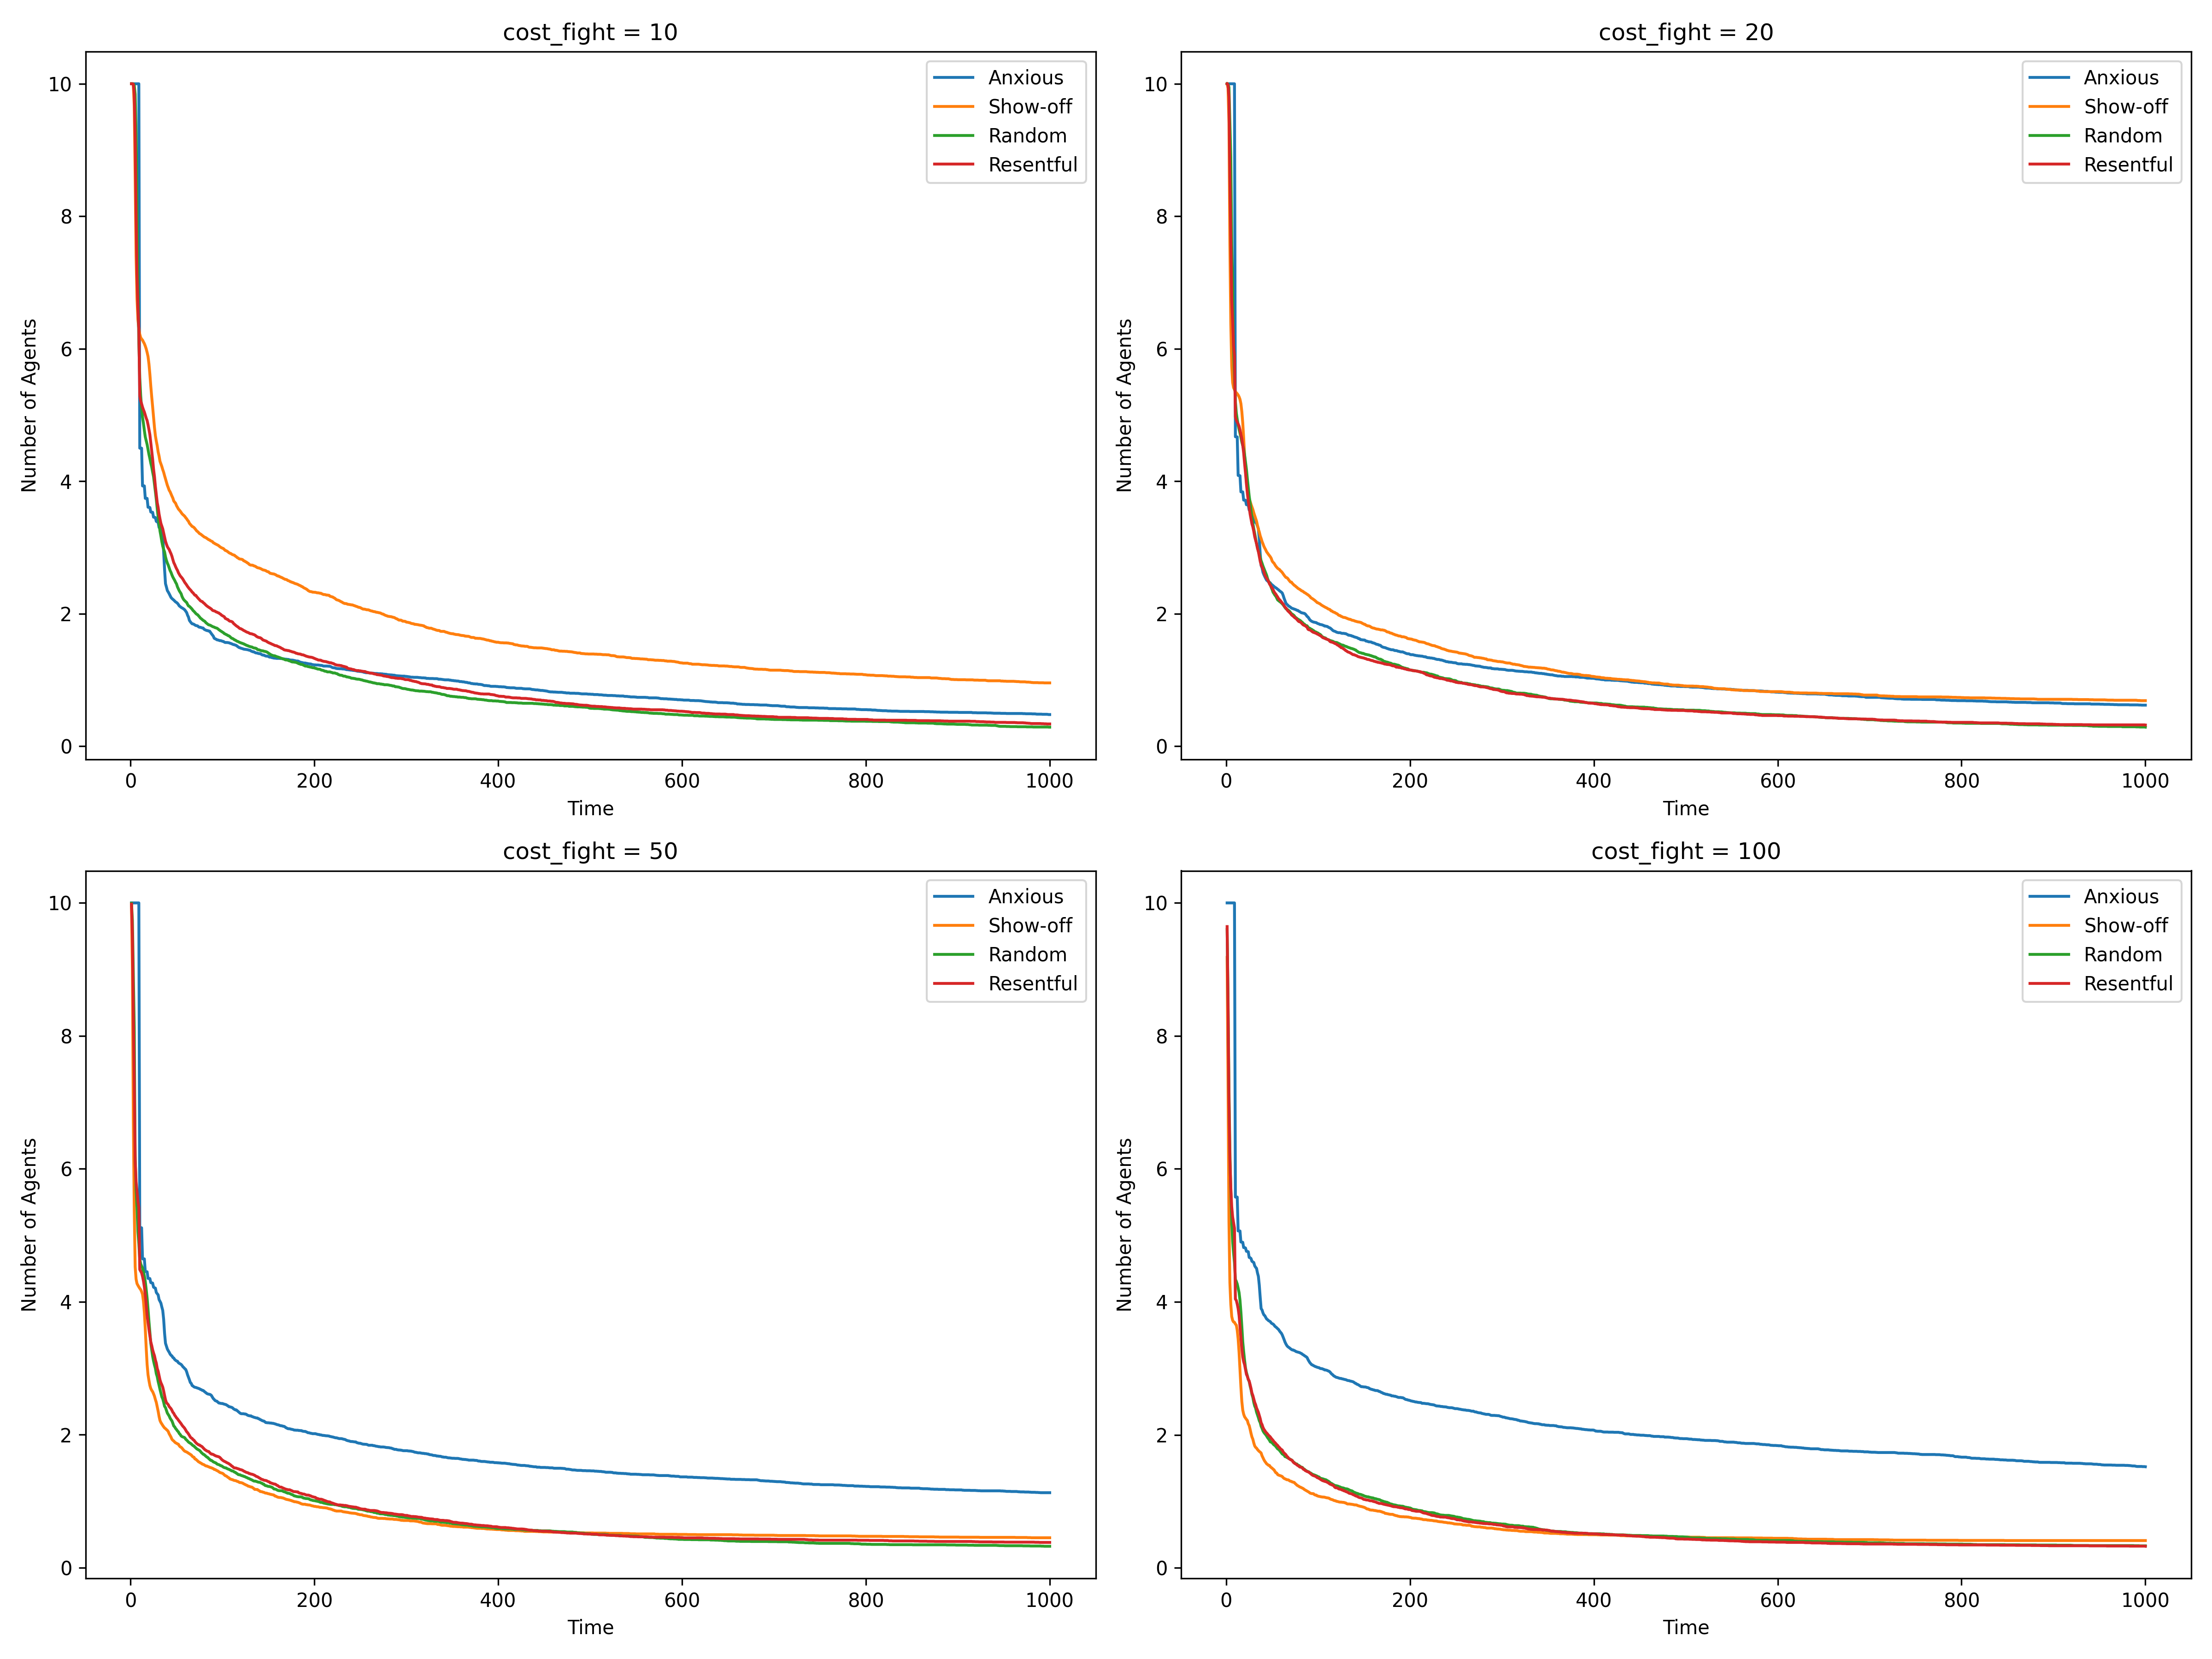 cost_fight = 10
10
8
6
4
2
0
Number of Agents
0 200 400 600 800 1000
Time
Anxious
Show-off
Random
Resentful
cost_fight = 20
10
8
6
4
2
0
Number of Agents
0 200 400 600 800 1000
Time
Anxious
Show-off
Random
Resentful
cost_fight = 50
10
8
6
4
2
0
Number of Agents
0 200 400 600 800 1000
Time
Anxious
Show-off
Random
Resentful
cost_fight = 100
10
8
6
4
2
0
Number of Agents
0 200 400 600 800 1000
Time
Anxious
Show-off
Random
Resentful